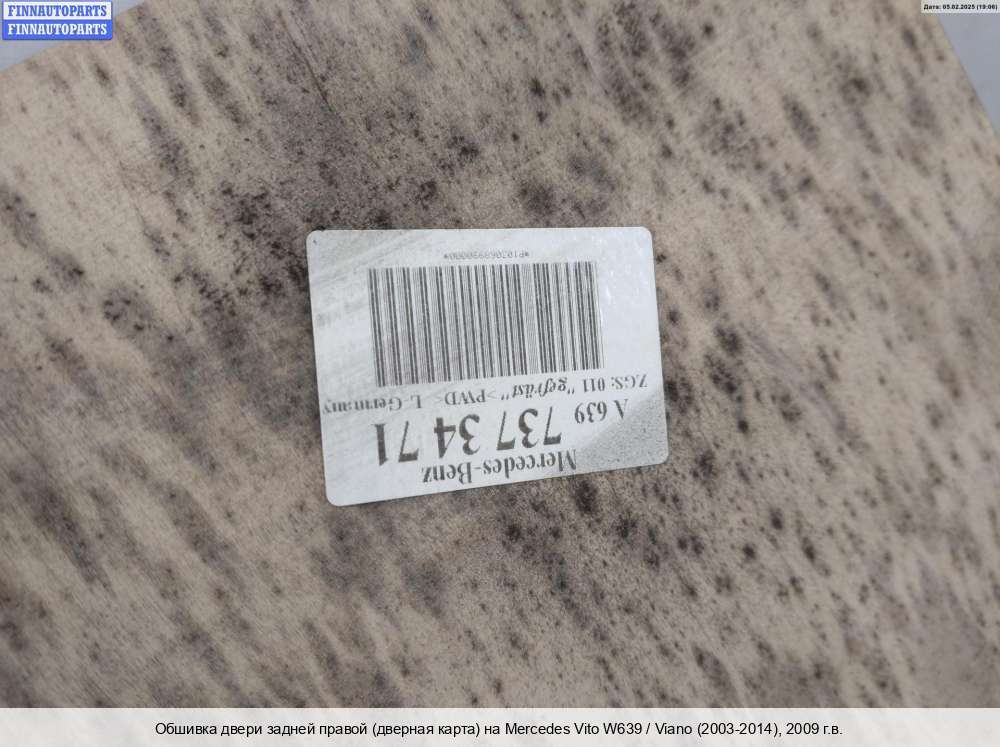 FINNAUTOPARTS
FINNAUTOPARTS
Дата: 05.02.2025 (19:06)
Mercedes-Benz
A 639 737 34 71
ZGS: 011 "gefräst" >PWD< L Germany
Обшивка двери задней правой (дверная карта) на Mercedes Vito W639 / Viano (2003-2014), 2009 г.в.